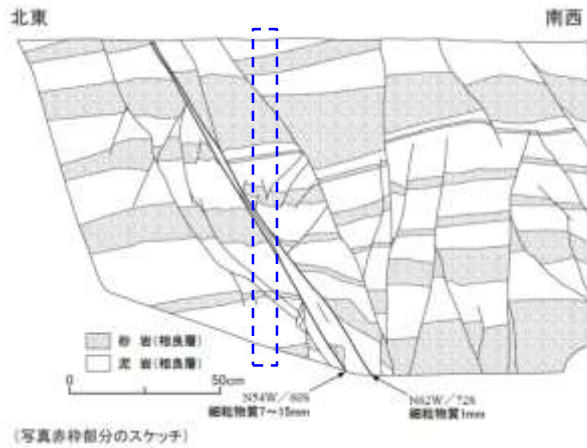 北東
南西
砂 岩(相良層)
泥 岩(相良層)
0 50cm
N54W/80S
細粒物質7~15mm
N62W/72S
細粒物質1mm
(写真赤枠部分のスケッチ)